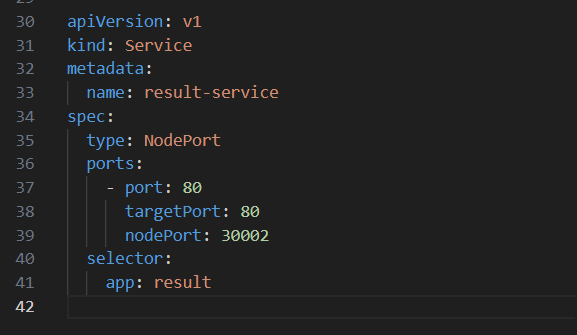 29
30 apiVersion: v1
31 kind: Service
32 metadata:
33   name: result-service
34 spec:
35   type: NodePort
36   ports:
37     - port: 80
38       targetPort: 80
39       nodePort: 30002
40   selector:
41     app: result
42